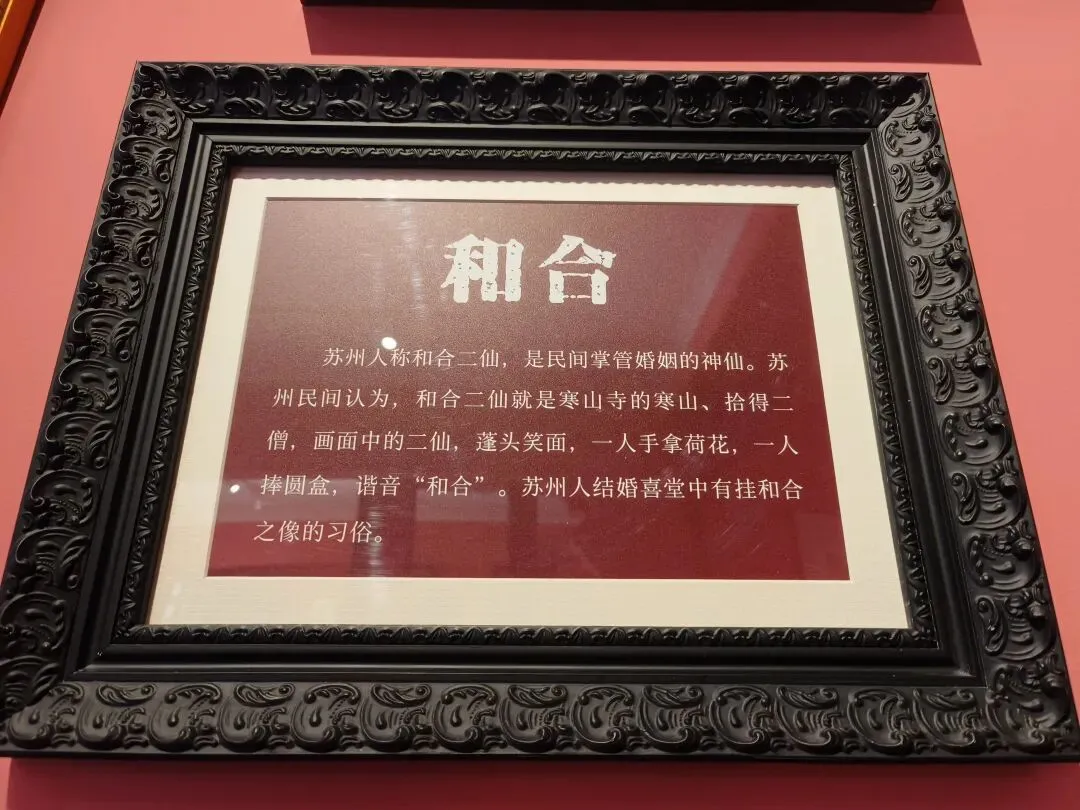 和合
苏州人称和合二仙，是民间掌管婚姻的神仙。苏
州民间认为，和合二仙就是寒山寺的寒山、拾得二
僧，画面中的二仙，蓬头笑面，一人手拿荷花，一人
捧圆盒，谐音“和合”。苏州人结婚喜堂中有挂和合
之像的习俗。